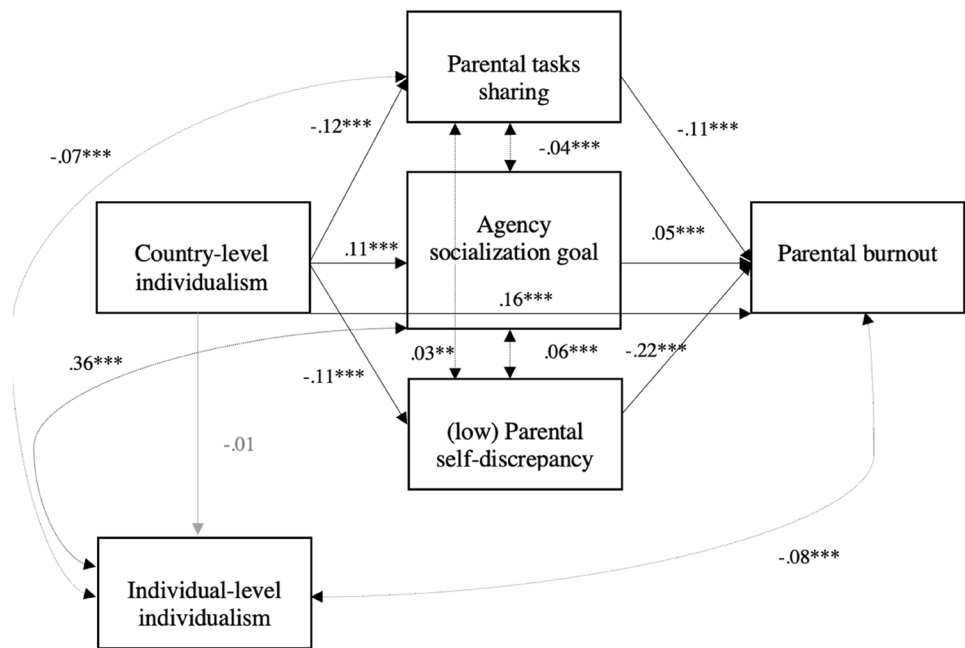 Parental tasks
sharing
-.12***
-.11***
-.07***
-.04***
Agency
socialization goal
Country-level
individualism
.11***
.05***
Parental burnout
.16***
.36***
.03**
.06***
-.22***
-.11***
(low) Parental
self-discrepancy
-.01
-.08***
Individual-level
individualism